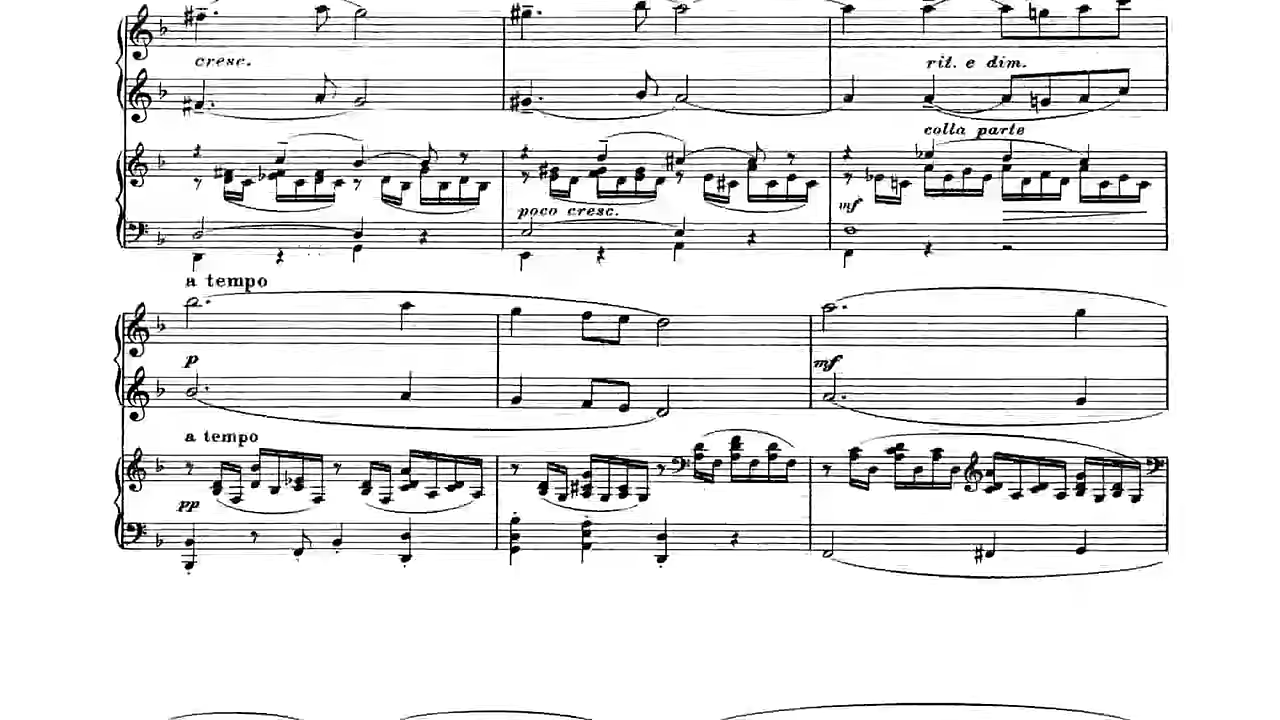 cresc.
rit. e dim.
colla parte
mf
poco cresc.
a tempo
p
mf
a tempo
pp